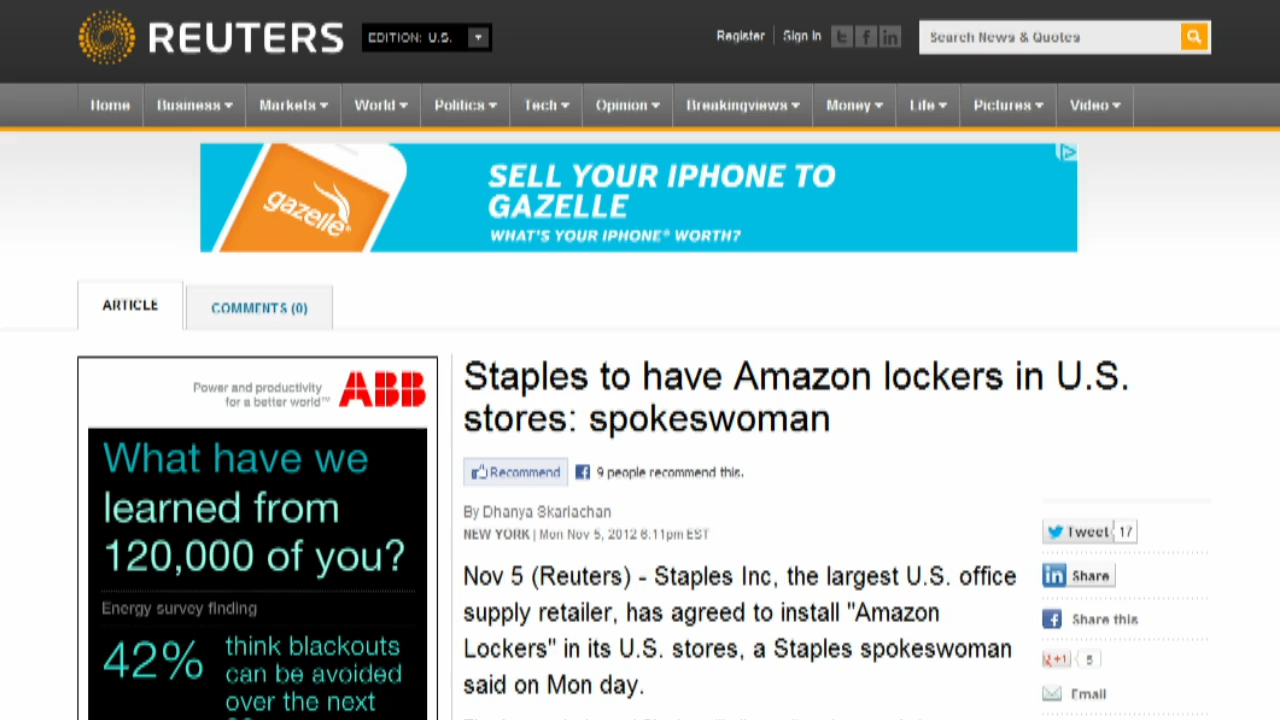 REUTERS
EDITION: U.S.
Register
Sign In
Search News & Quotes
Home
Business
Markets
World
Politics
Tech
Opinion
Breakingviews
Money
Life
Pictures
Video
gazelle
SELL YOUR IPHONE TO
GAZELLE
WHAT'S YOUR IPHONE® WORTH?
ARTICLE
COMMENTS (0)
Power and productivity
for a better world™
ABB
What have we
learned from
120,000 of you?
Energy survey finding
42%
think blackouts
can be avoided
over the next
Staples to have Amazon lockers in U.S.
stores: spokeswoman
Recommend
9 people recommend this.
By Dhanya Skariachan
NEW YORK | Mon Nov 5, 2012 6:11pm EST
Nov 5 (Reuters) - Staples Inc, the largest U.S. office
supply retailer, has agreed to install "Amazon
Lockers" in its U.S. stores, a Staples spokeswoman
said on Mon day.
Tweet 17
in Share
Share this
+1 5
Email